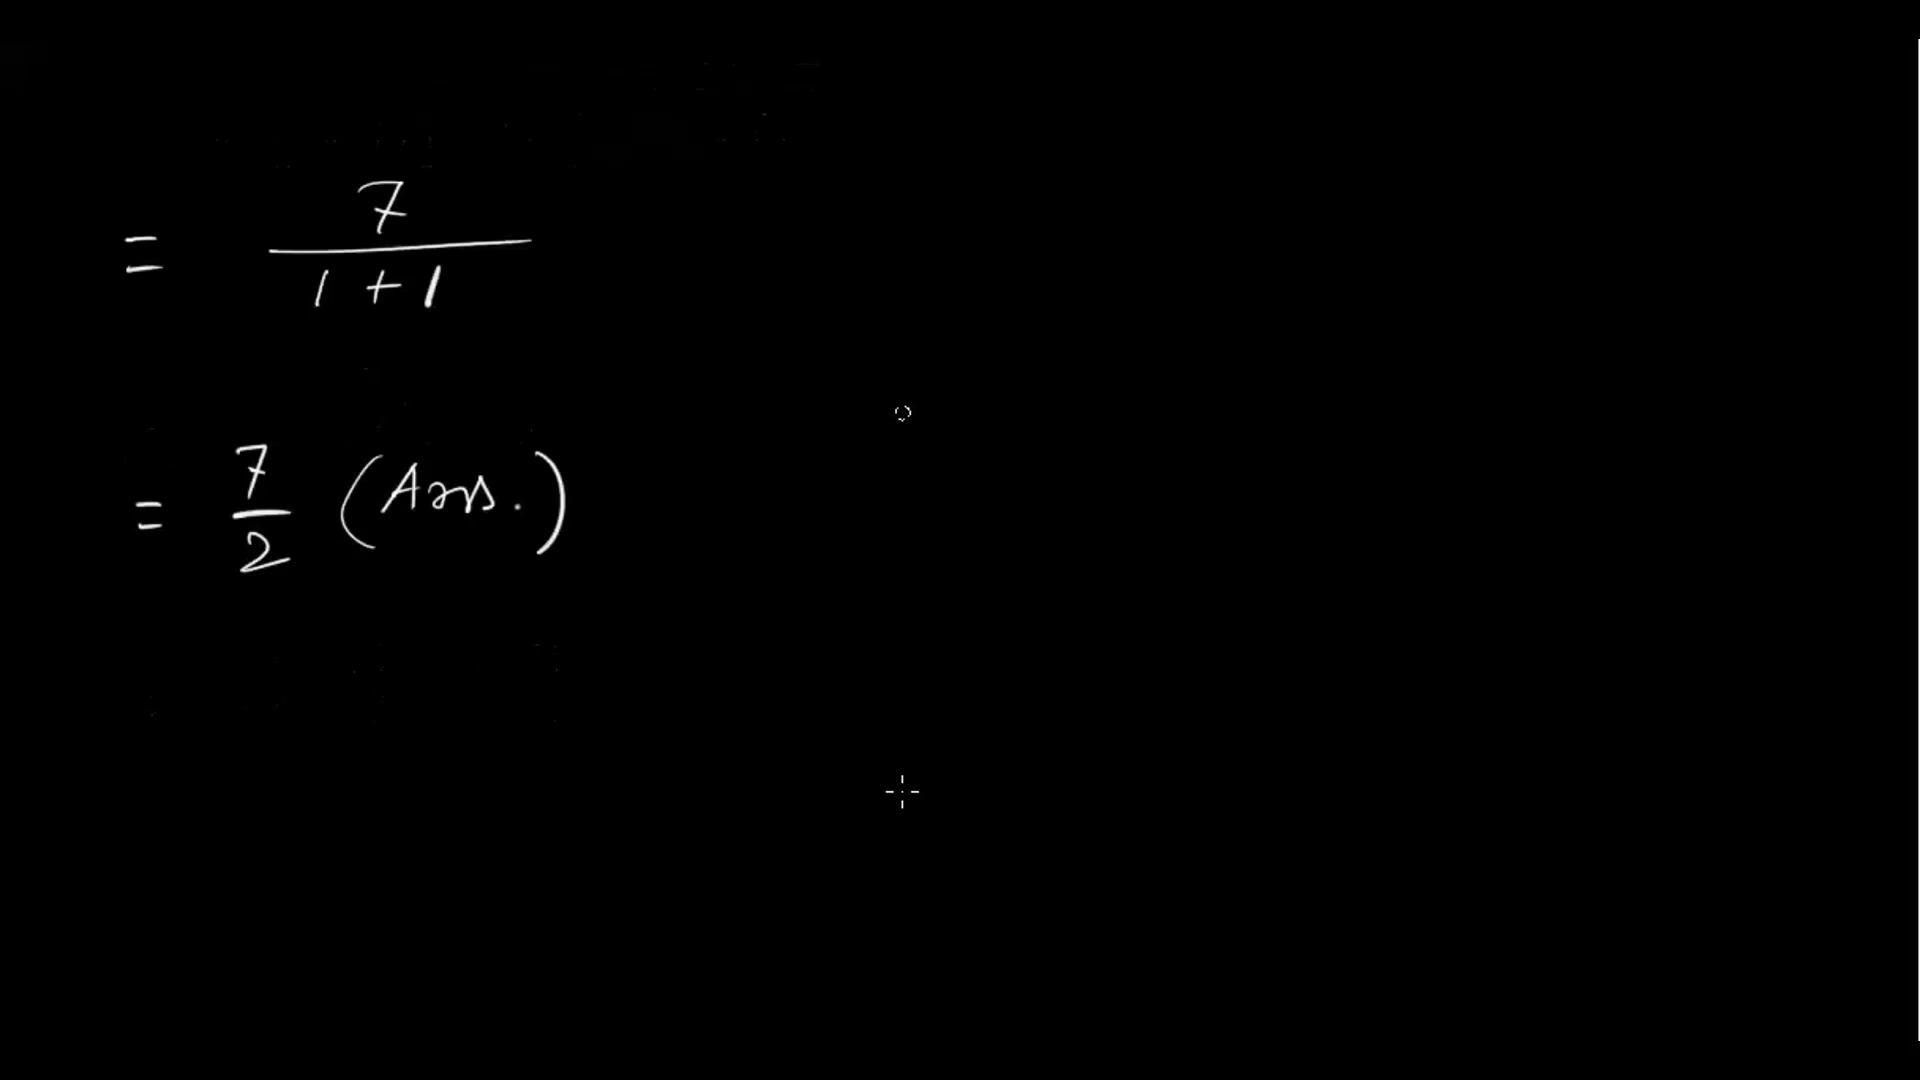 = 7 / (1 + 1)
= 7 / 2 (Ans.)